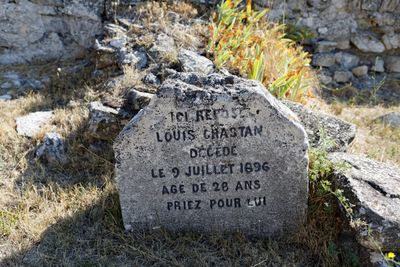 ICI REPOSE
LOUIS CHASTAN
DÉCÉDÉ
LE 9 JUILLET 1896
AGE DE 28 ANS
PRIEZ POUR LUI